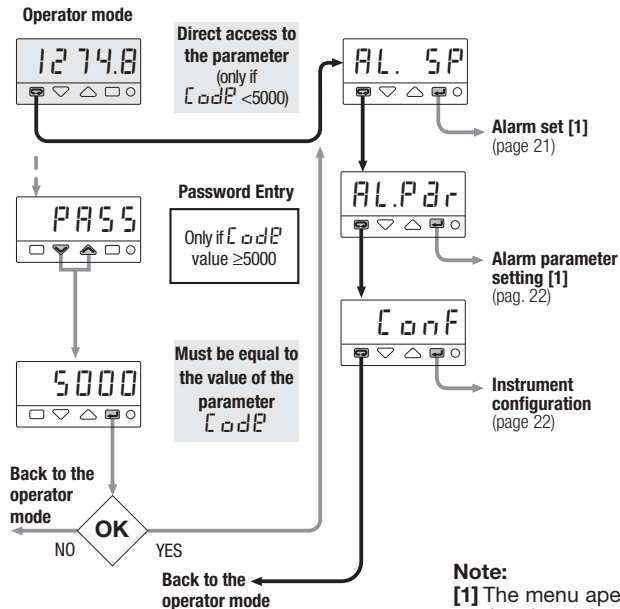 Operator mode
1274.8
Direct access to
the parameter
(only if
CodE <5000)
AL. SP
Alarm set [1]
(page 21)
PASS
Password Entry
Only if CodE
value ≥5000
AL.Par
Alarm parameter
setting [1]
(pag. 22)
ConF
Instrument
configuration
(page 22)
5000
Must be equal to
the value of the
parameter
CodE
Back to the
operator
mode
OK
NO
YES
Back to the
operator mode
Note:
[1] The menu ape